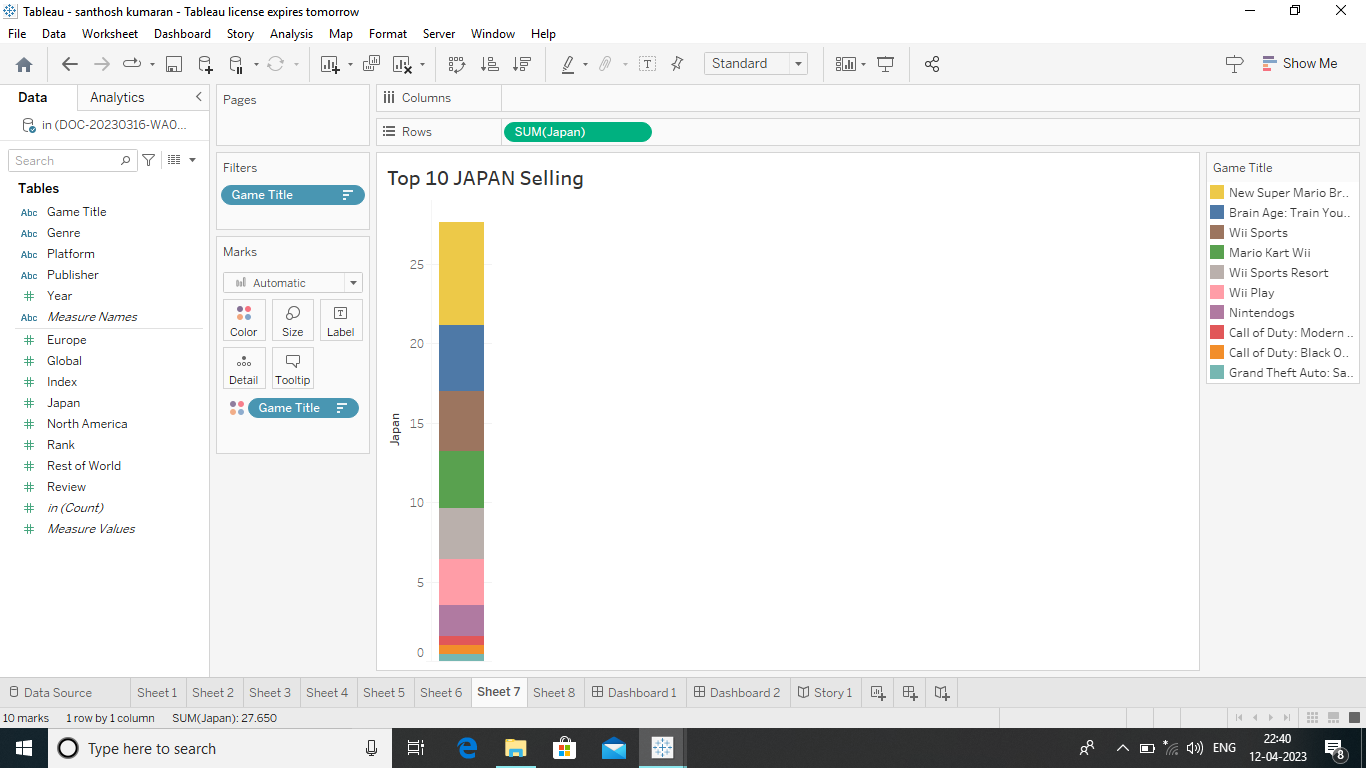 Tableau - santhosh kumaran - Tableau license expires tomorrow
File Data Worksheet Dashboard Story Analysis Map Format Server Window Help
Standard
Show Me
Data Analytics
in (DOC-20230316-WA0...
Search
Tables
Abc Game Title
Abc Genre
Abc Platform
Abc Publisher
# Year
Abc Measure Names
# Europe
# Global
# Index
# Japan
# North America
# Rank
# Rest of World
# Review
# in (Count)
# Measure Values
Pages
Filters
Game Title
Marks
Automatic
Color Size Label
Detail Tooltip
Game Title
Columns
Rows SUM(Japan)
Top 10 JAPAN Selling
25
20
15
10
5
0
Japan
Game Title
New Super Mario Br..
Brain Age: Train You..
Wii Sports
Mario Kart Wii
Wii Sports Resort
Wii Play
Nintendogs
Call of Duty: Modern ..
Call of Duty: Black O..
Grand Theft Auto: Sa..
Data Source Sheet 1 Sheet 2 Sheet 3 Sheet 4 Sheet 5 Sheet 6 Sheet 7 Sheet 8 Dashboard 1 Dashboard 2 Story 1
10 marks 1 row by 1 column SUM(Japan): 27.650
Type here to search
ENG
22:40
12-04-2023
8